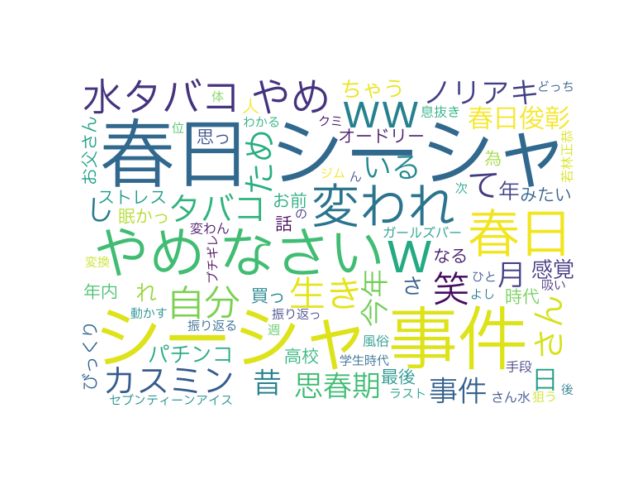 水タバコ
やめ
ww
ちゃう
ノリアキ
どっち
体
人
クミ
息抜き
位
思っ
わかる
オードリー
春日俊彰
お父さん
春日
シーシャ
ため
いる
ジム
ん
為
若林正恭
ストレス
し
眠かっ
タバコ
お前
の
話
変われ
て
次
年
みたい
変わん
ガールズバー
春日
やめ
なさい
w
なる
変換
ブチギレ
笑
月
ひと
よし
感覚
吸い
年内
れ
自分
買っ
生き
今年
さ
時代
さん
動かす
振り返る
振り返っ
週
シーシャ
事件
びっくり
パチンコ
高校
風俗
学生時代
手段
カスミン
昔
思春期
最後
ラスト
事件
日
さん水
狙う
後
セブンティーンアイス